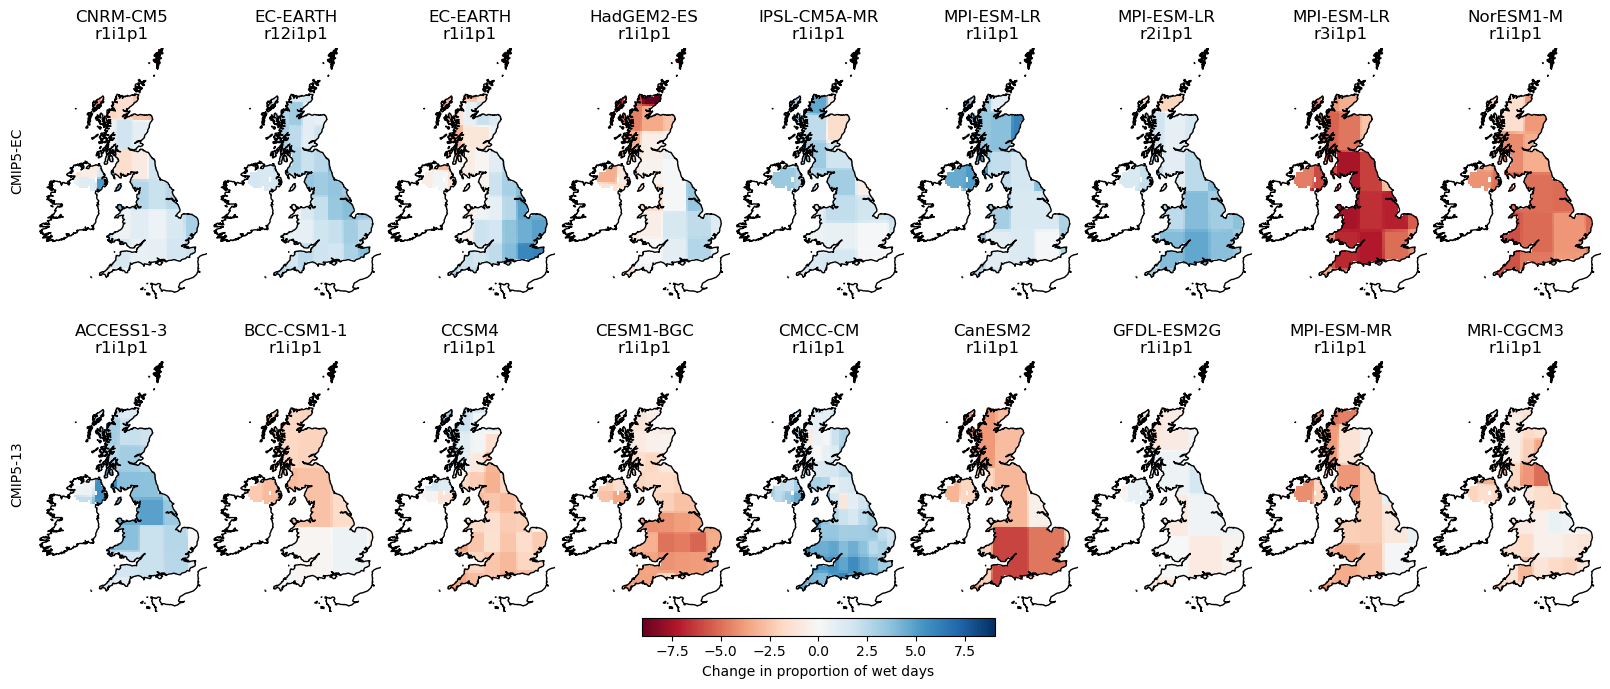 CNRM-CM5 EC-EARTH EC-EARTH HadGEM2-ES IPSL-CM5A-MR MPI-ESM-LR MPI-ESM-LR MPI-ESM-LR NorESM1-M
r1i1p1 r12i1p1 r1i1p1 r1i1p1 r1i1p1 r1i1p1 r2i1p1 r3i1p1 r1i1p1
CMIP5-EC
ACCESS1-3 BCC-CSM1-1 CCSM4 CESM1-BGC CMCC-CM CanESM2 GFDL-ESM2G MPI-ESM-MR MRI-CGCM3
r1i1p1 r1i1p1 r1i1p1 r1i1p1 r1i1p1 r1i1p1 r1i1p1 r1i1p1 r1i1p1
CMIP5-13
−7.5 −5.0 −2.5 0.0 2.5 5.0 7.5
Change in proportion of wet days